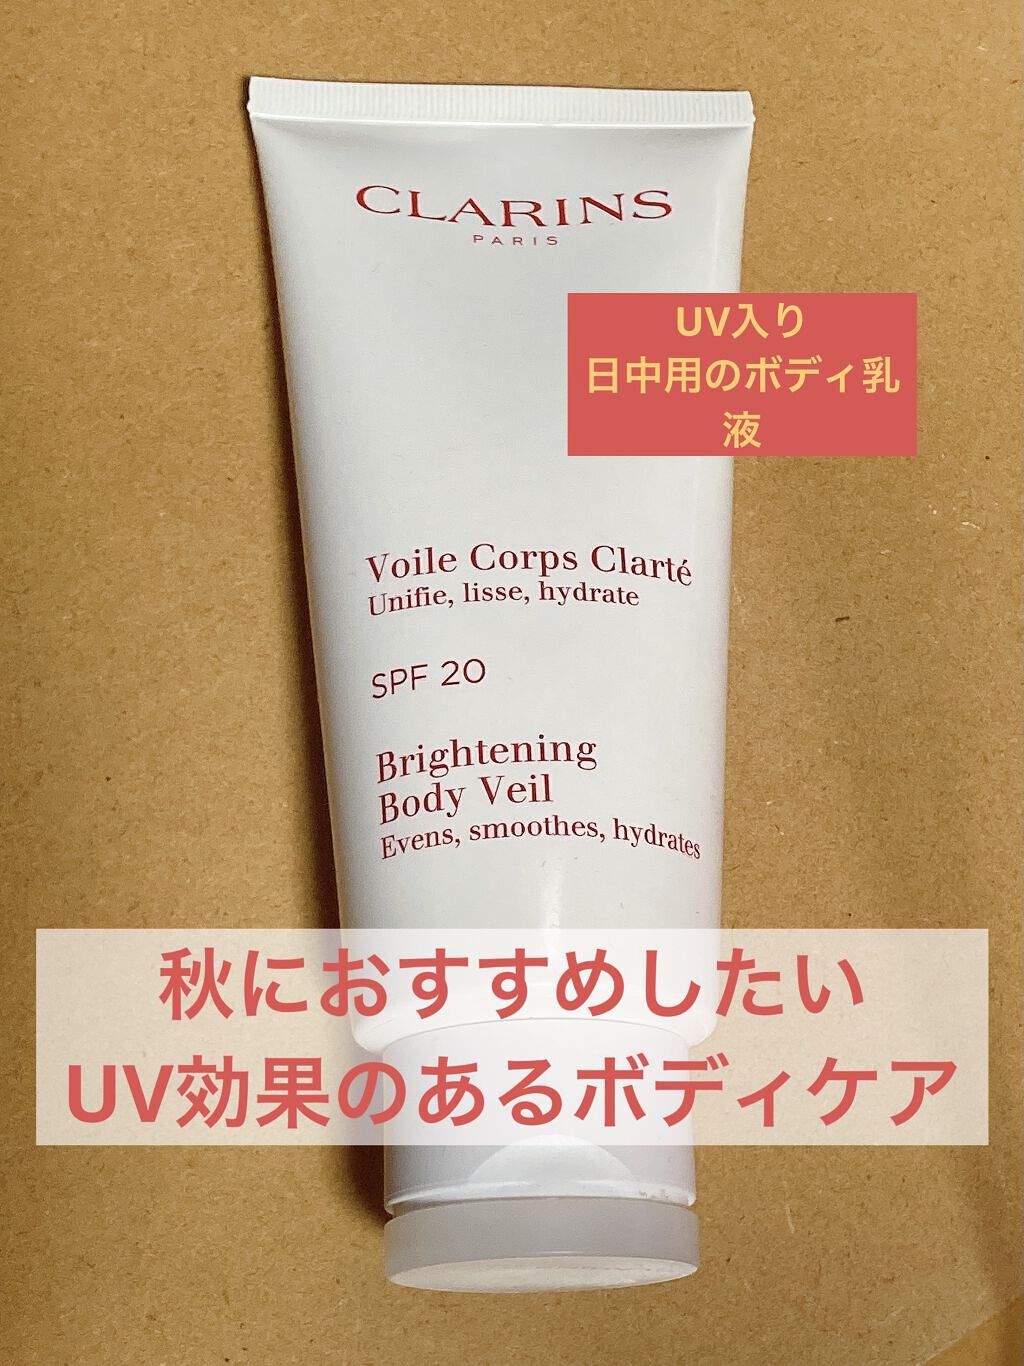 CLARINS
PARIS
UV入り
日中用のボディ乳
液
Voile Corps Clarté
Unifie, lisse, hydrate
SPF 20
Brightening
Body Veil
Evens, smoothes, hydrates
秋におすすめしたい
UV効果のあるボディケア